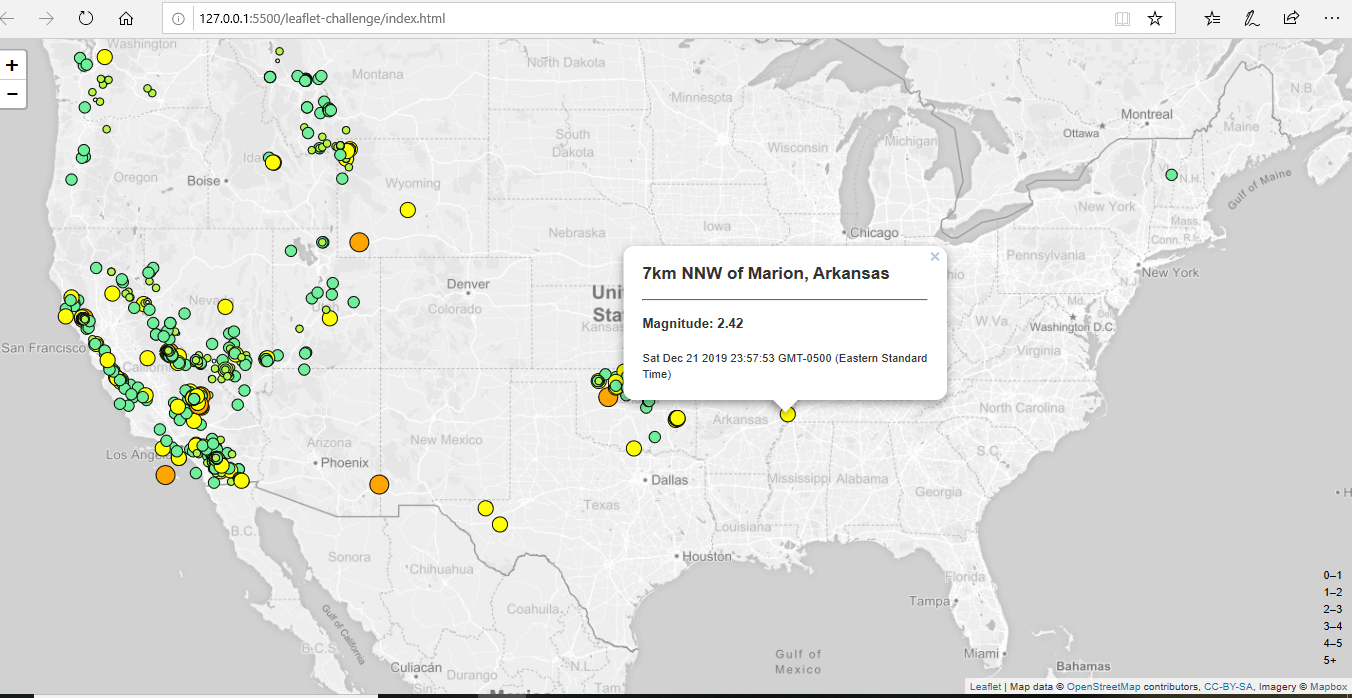 127.0.0.1:5500/leaflet-challenge/index.html
+
−
Washington
Montana
North Dakota
Minnesota
Ottawa
Montreal
N.B.
Maine
South
Dakota
Wisconsin
Michigan
N.H.
Gulf of Maine
Oregon
Boise
Wyoming
New York
Mass.
Iowa
Chicago
Nebraska
Conn.
R.I.
Pennsylvania
New York
7km NNW of Marion, Arkansas
×
Magnitude: 2.42
Sat Dec 21 2019 23:57:53 GMT-0500 (Eastern Standard
Time)
Denver
Colorado
Kansas
Md.
W.Va.
Washington D.C.
Virginia
San Francisco
California
Arkansas
North Carolina
Arizona
New Mexico
Phoenix
S.C.
Dallas
Mississippi
Alabama
Georgia
Texas
Louisiana
B.C.
Sonora
Chihuahua
Houston
Florida
Tampa
Coahuila
Gulf of California
B.C.S.
Culiacán
Durango
N.L.
Sin.
Tam.
Gulf of
Mexico
Miami
Bahamas
0–1
1–2
2–3
3–4
4–5
5+
Leaflet | Map data © OpenStreetMap contributors, CC-BY-SA, Imagery © Mapbox